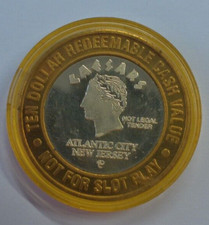 TEN DOLLAR REDEEMABLE CASH VALUE
CAESARS
NOT LEGAL
TENDER
ATLANTIC CITY
NEW JERSEY
NOT FOR SLOT PLAY